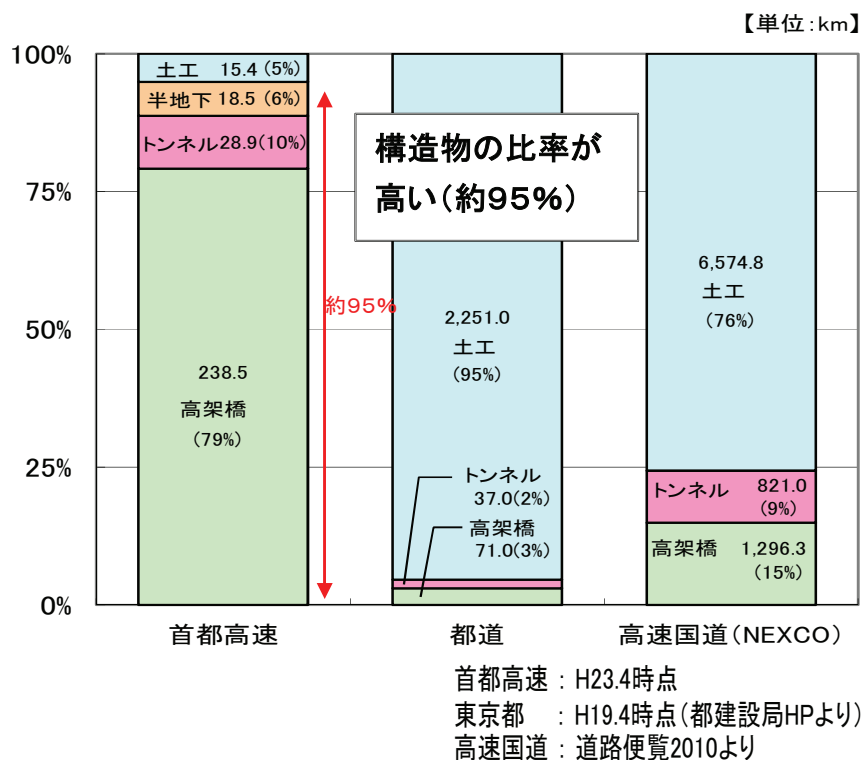 【単位:km】
100%
75%
50%
25%
0%
土工 15.4 (5%)
半地下 18.5 (6%)
トンネル 28.9(10%)
238.5
高架橋
(79%)
約95%
構造物の比率が
高い(約95%)
2,251.0
土工
(95%)
トンネル
37.0(2%)
高架橋
71.0(3%)
6,574.8
土工
(76%)
トンネル 821.0
(9%)
高架橋 1,296.3
(15%)
首都高速
都道
高速国道(NEXCO)
首都高速 : H23.4時点
東京都 : H19.4時点(都建設局HPより)
高速国道 : 道路便覧2010より